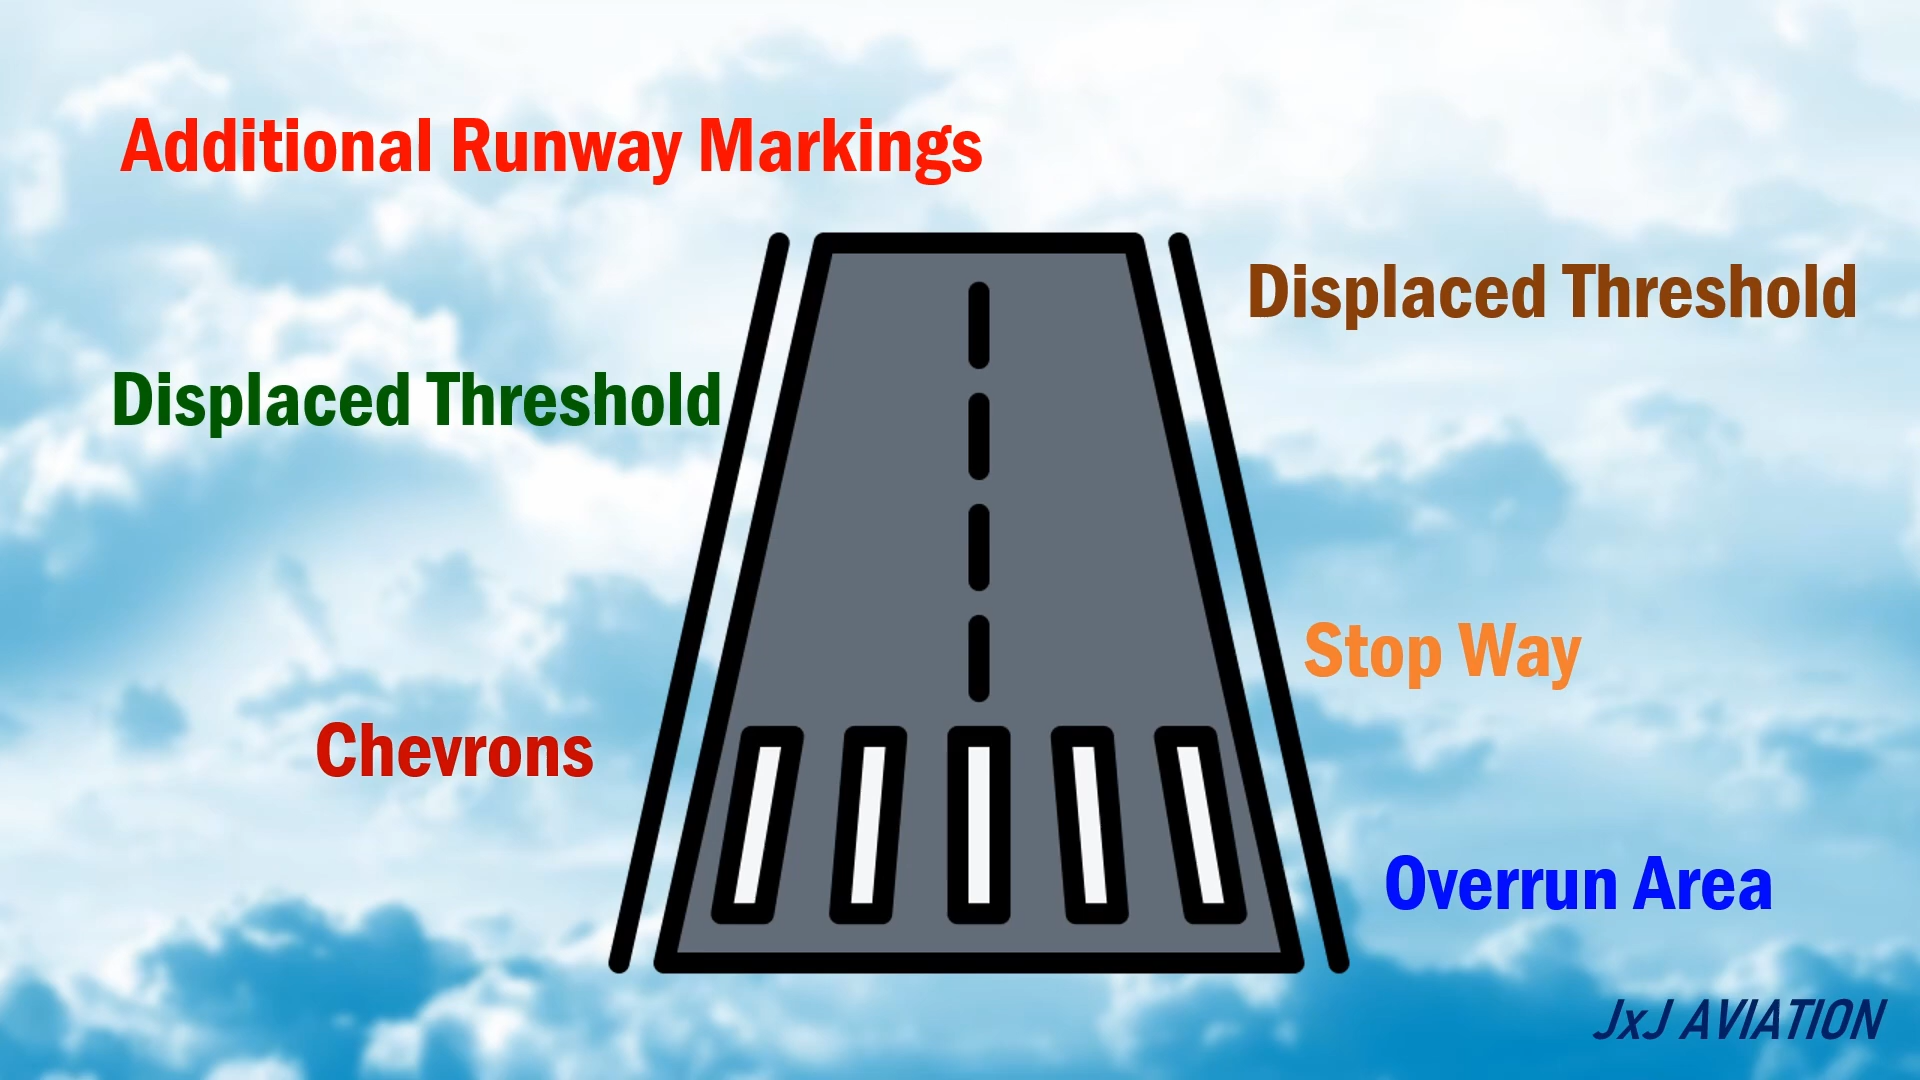 Additional Runway Markings
Displaced Threshold
Displaced Threshold
Stop Way
Chevrons
Overrun Area
JxJ AVIATION